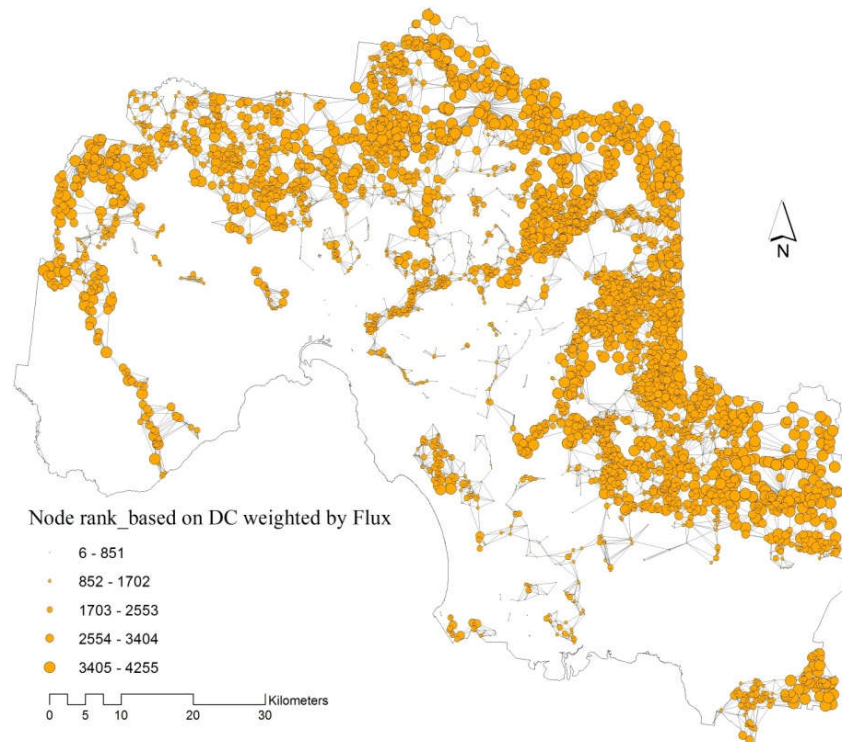 N
Node rank_based on DC weighted by Flux
6 - 851
852 - 1702
1703 - 2553
2554 - 3404
3405 - 4255
Kilometers
0 5 10 20 30